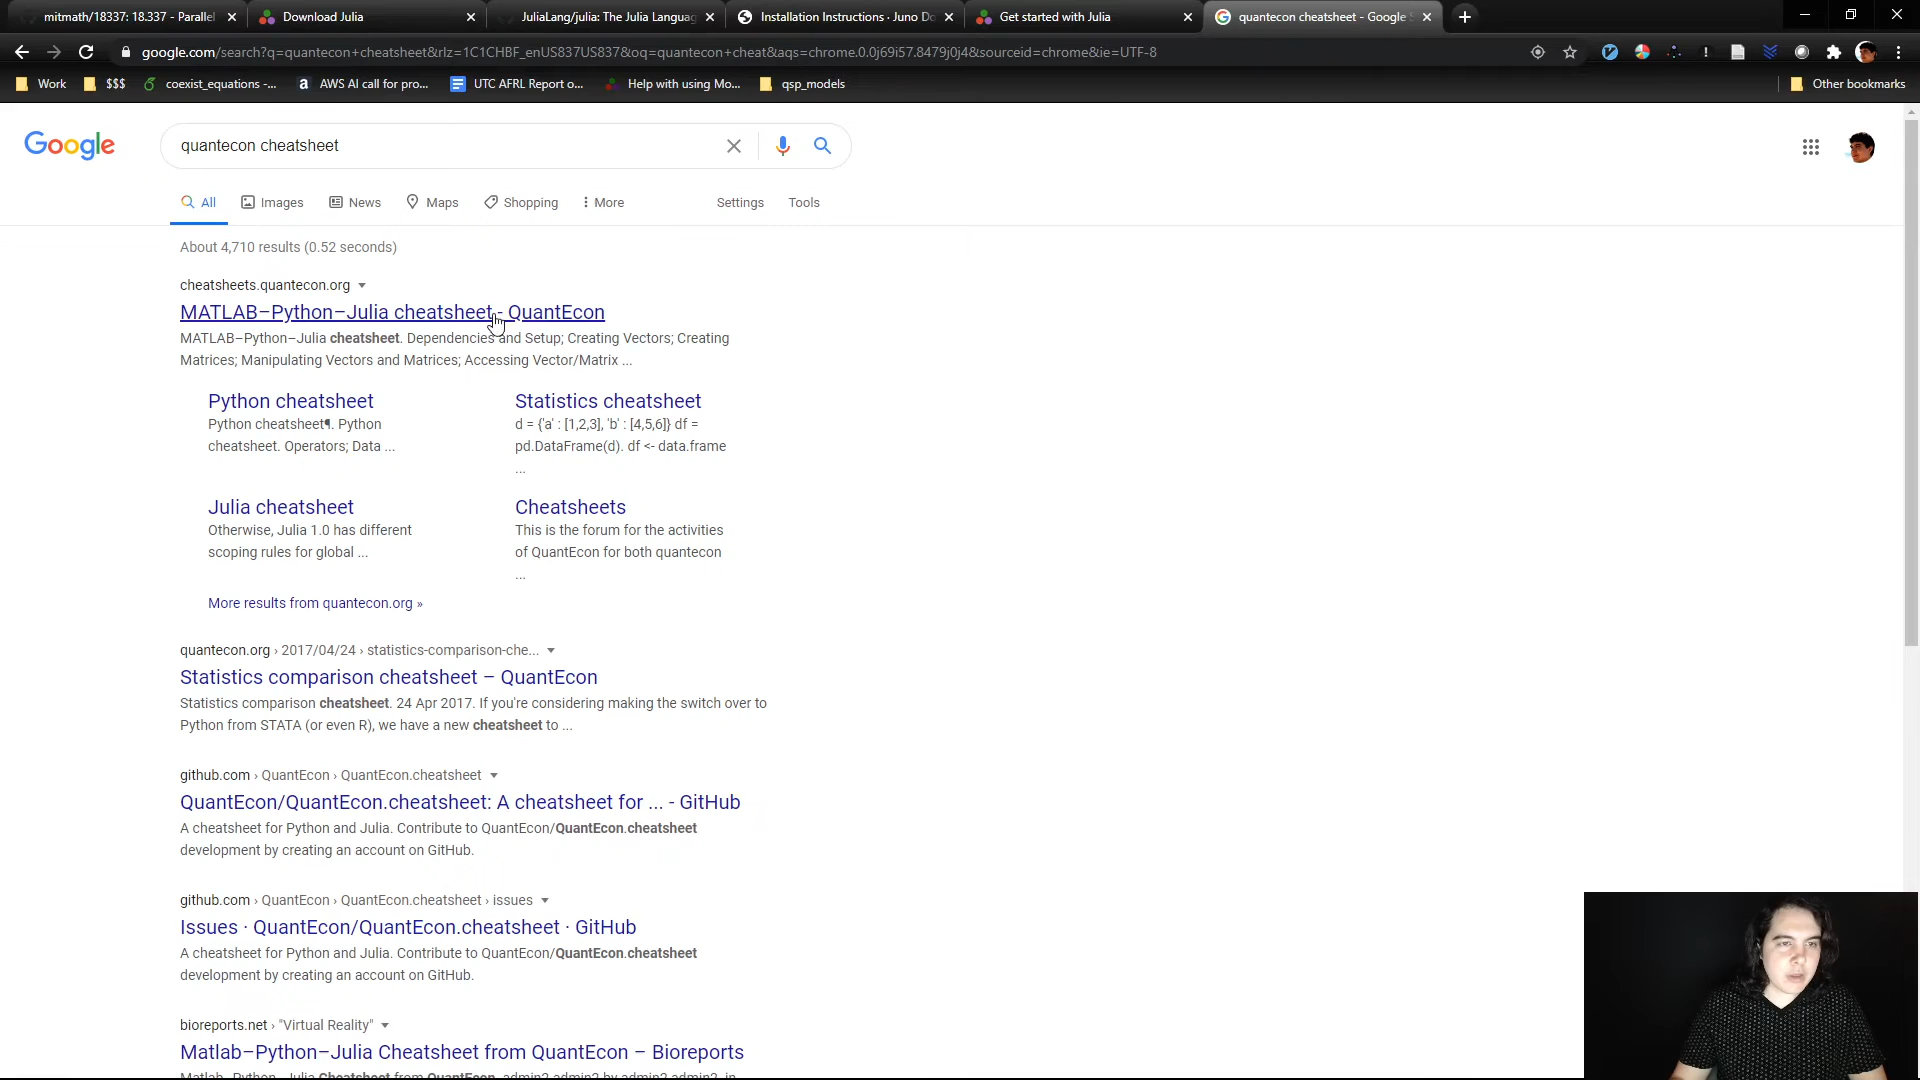 mitmath/18337: 18.337 - Parallel
Download Julia
JuliaLang/julia: The Julia Languag
Installation Instructions · Juno Do
Get started with Julia
quantecon cheatsheet - Google S
google.com/search?q=quantecon+cheatsheet&rlz=1C1CHBF_enUS837US837&oq=quantecon+cheat&aqs=chrome.0.0j69i57.8479j0j4&sourceid=chrome&ie=UTF-8
Work
$$$
coexist_equations -...
AWS AI call for pro...
UTC AFRL Report o...
Help with using Mo...
qsp_models
Other bookmarks
Google
quantecon cheatsheet
All
Images
News
Maps
Shopping
More
Settings
Tools
About 4,710 results (0.52 seconds)
cheatsheets.quantecon.org
MATLAB–Python–Julia cheatsheet - QuantEcon
MATLAB–Python–Julia cheatsheet. Dependencies and Setup; Creating Vectors; Creating
Matrices; Manipulating Vectors and Matrices; Accessing Vector/Matrix ...
Python cheatsheet
Python cheatsheet¶. Python
cheatsheet. Operators; Data ...
Statistics cheatsheet
d = {'a' : [1,2,3], 'b' : [4,5,6]} df =
pd.DataFrame(d). df <- data.frame
...
Julia cheatsheet
Otherwise, Julia 1.0 has different
scoping rules for global ...
Cheatsheets
This is the forum for the activities
of QuantEcon for both quantecon
...
More results from quantecon.org »
quantecon.org › 2017/04/24 › statistics-comparison-che...
Statistics comparison cheatsheet – QuantEcon
Statistics comparison cheatsheet. 24 Apr 2017. If you're considering making the switch over to
Python from STATA (or even R), we have a new cheatsheet to ...
github.com › QuantEcon › QuantEcon.cheatsheet
QuantEcon/QuantEcon.cheatsheet: A cheatsheet for ... - GitHub
A cheatsheet for Python and Julia. Contribute to QuantEcon/QuantEcon.cheatsheet
development by creating an account on GitHub.
github.com › QuantEcon › QuantEcon.cheatsheet › issues
Issues · QuantEcon/QuantEcon.cheatsheet · GitHub
A cheatsheet for Python and Julia. Contribute to QuantEcon/QuantEcon.cheatsheet
development by creating an account on GitHub.
bioreports.net › "Virtual Reality"
Matlab–Python–Julia Cheatsheet from QuantEcon – Bioreports
Matlab–Python–Julia Cheatsheet from QuantEcon. admin2 admin2 by admin2 admin2. in